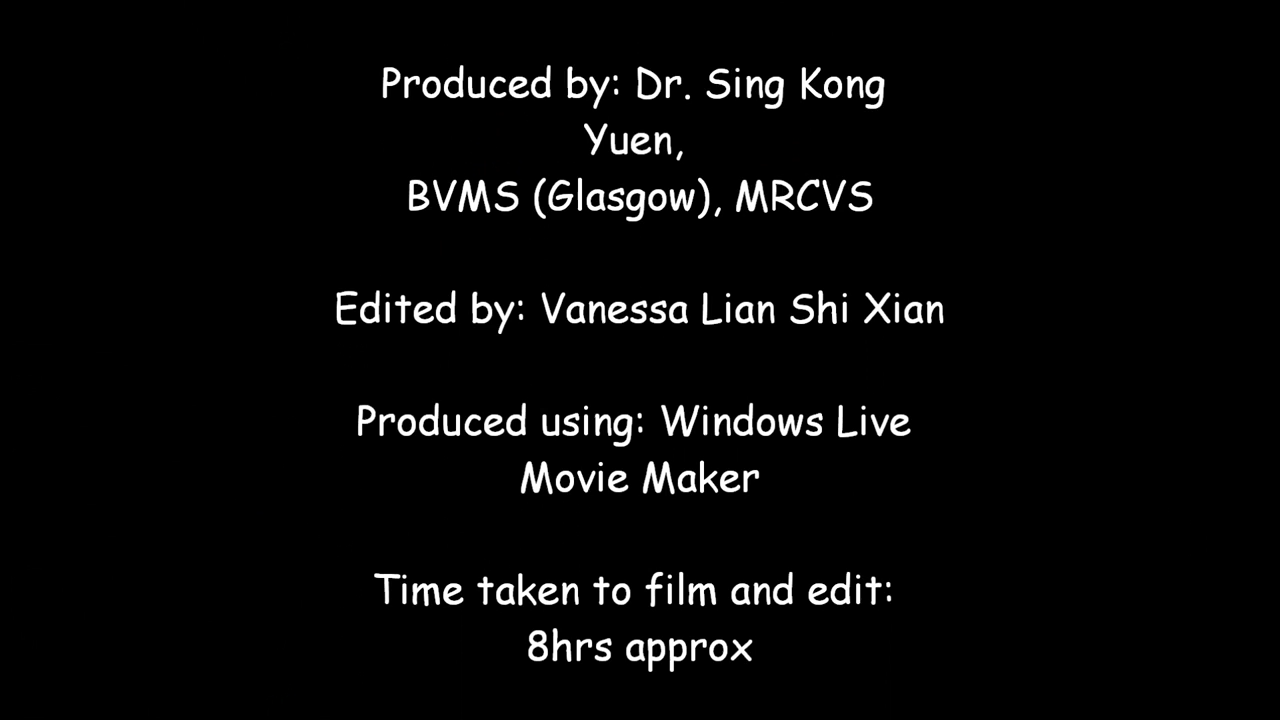 Produced by: Dr. Sing Kong
Yuen,
BVMS (Glasgow), MRCVS
Edited by: Vanessa Lian Shi Xian
Produced using: Windows Live
Movie Maker
Time taken to film and edit:
8hrs approx